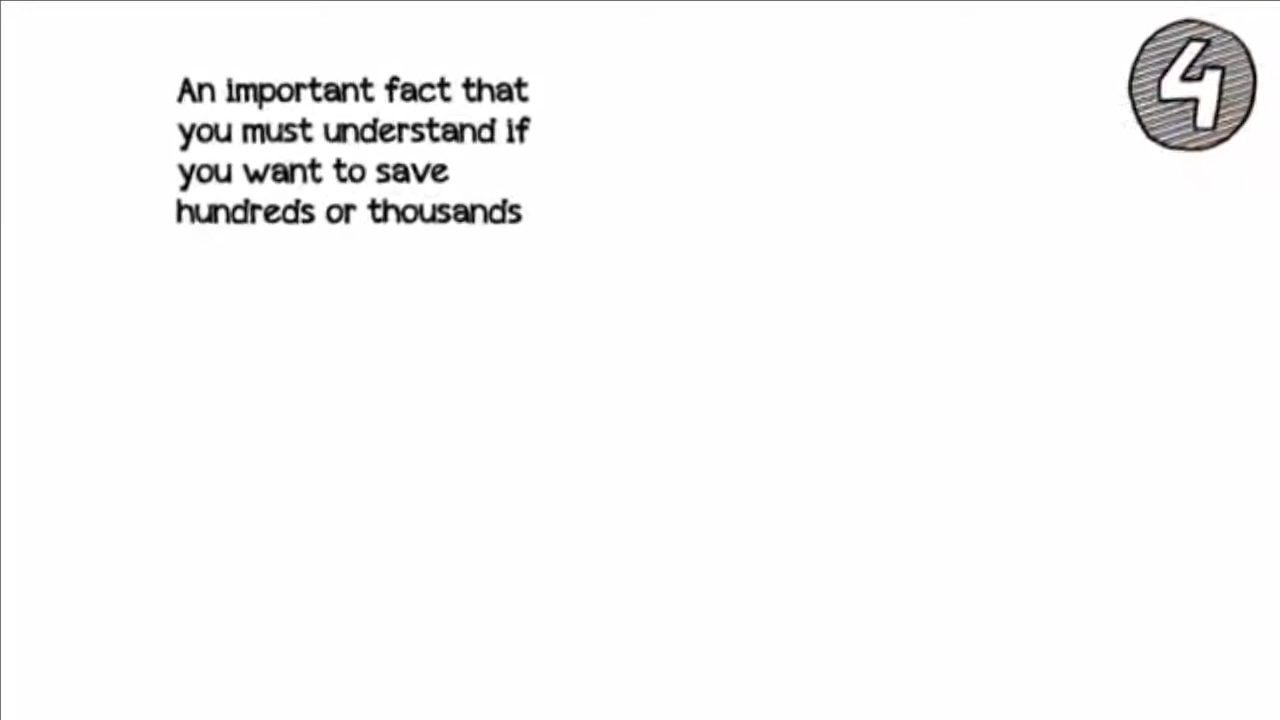 An important fact that
you must understand if
you want to save
hundreds or thousands
4